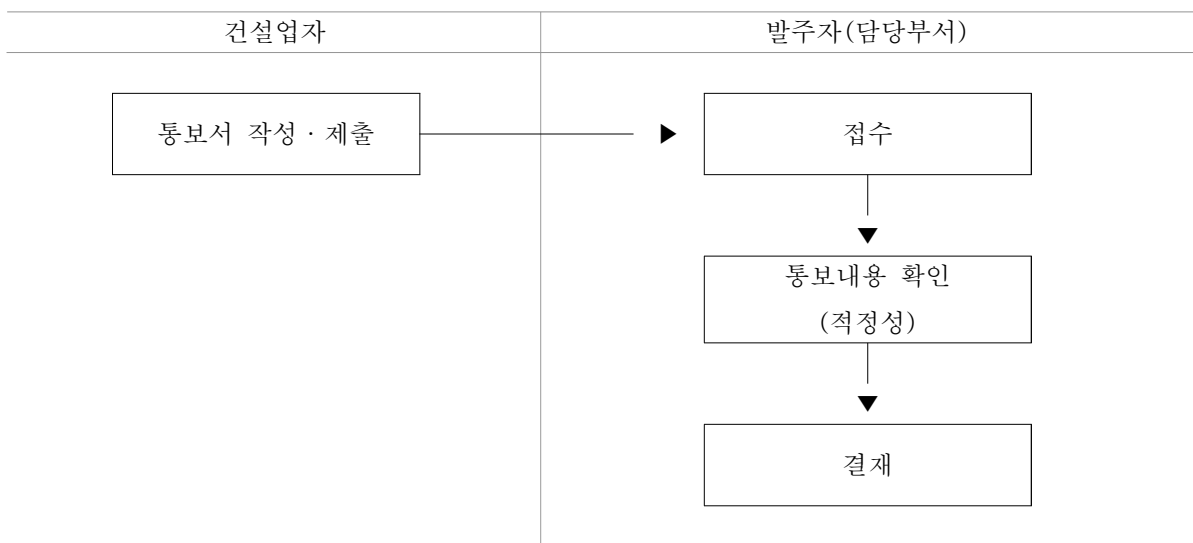 건설업자
발주자(담당부서)
통보서 작성·제출
접수
통보내용 확인
(적정성)
결재